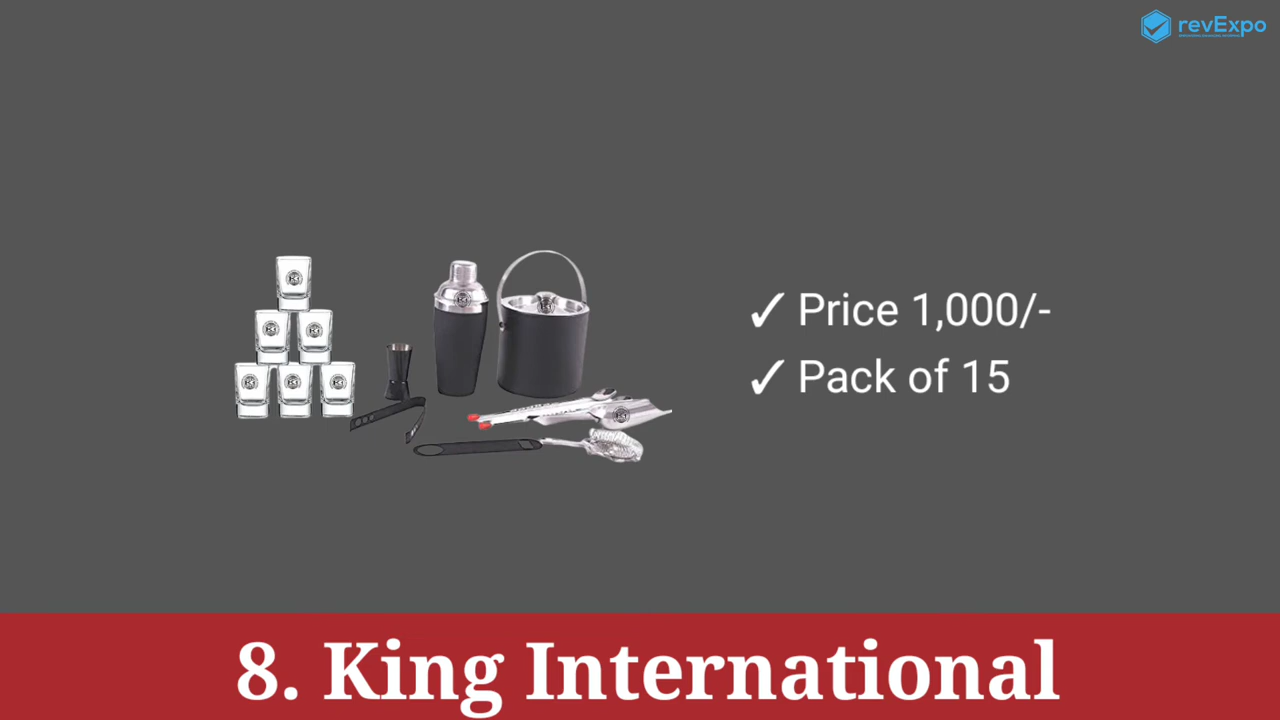 revExpo
✓ Price 1,000/-
✓ Pack of 15
8. King International